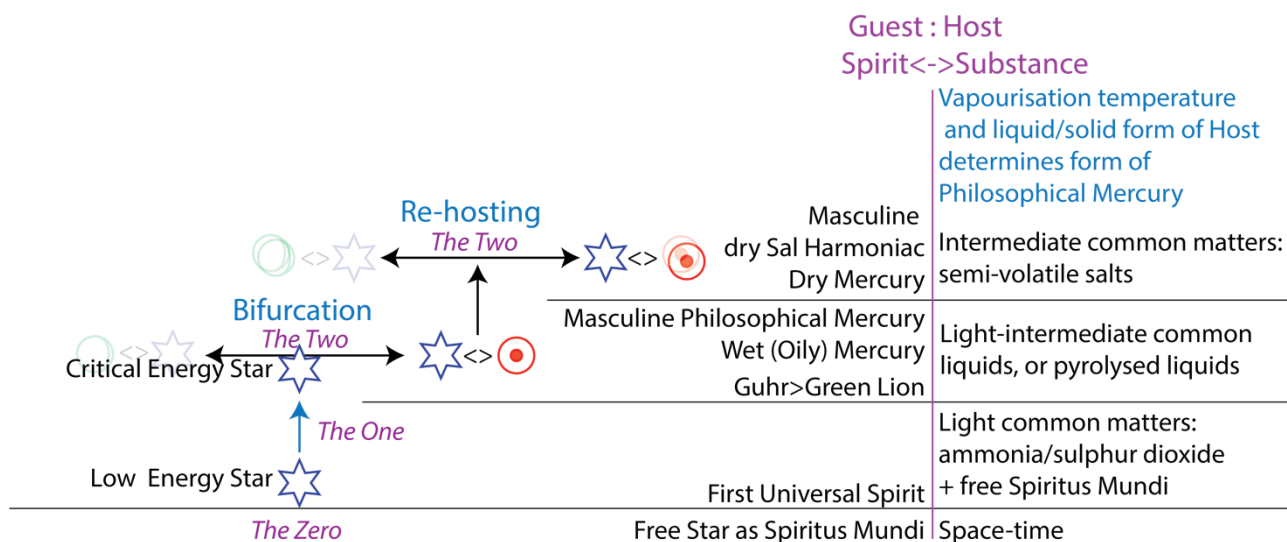 Guest : Host
Spirit<->Substance
Vapourisation temperature
and liquid/solid form of Host
determines form of
Philosophical Mercury
Re-hosting
The Two
<>
<>
Masculine
dry Sal Harmoniac
Dry Mercury
Intermediate common matters:
semi-volatile salts
Bifurcation
The Two
<>
<>
Critical Energy Star
Masculine Philosophical Mercury
Wet (Oily) Mercury
Guhr>Green Lion
Light-intermediate common
liquids, or pyrolysed liquids
The One
Low Energy Star
First Universal Spirit
Light common matters:
ammonia/sulphur dioxide
+ free Spiritus Mundi
The Zero
Free Star as Spiritus Mundi
Space-time